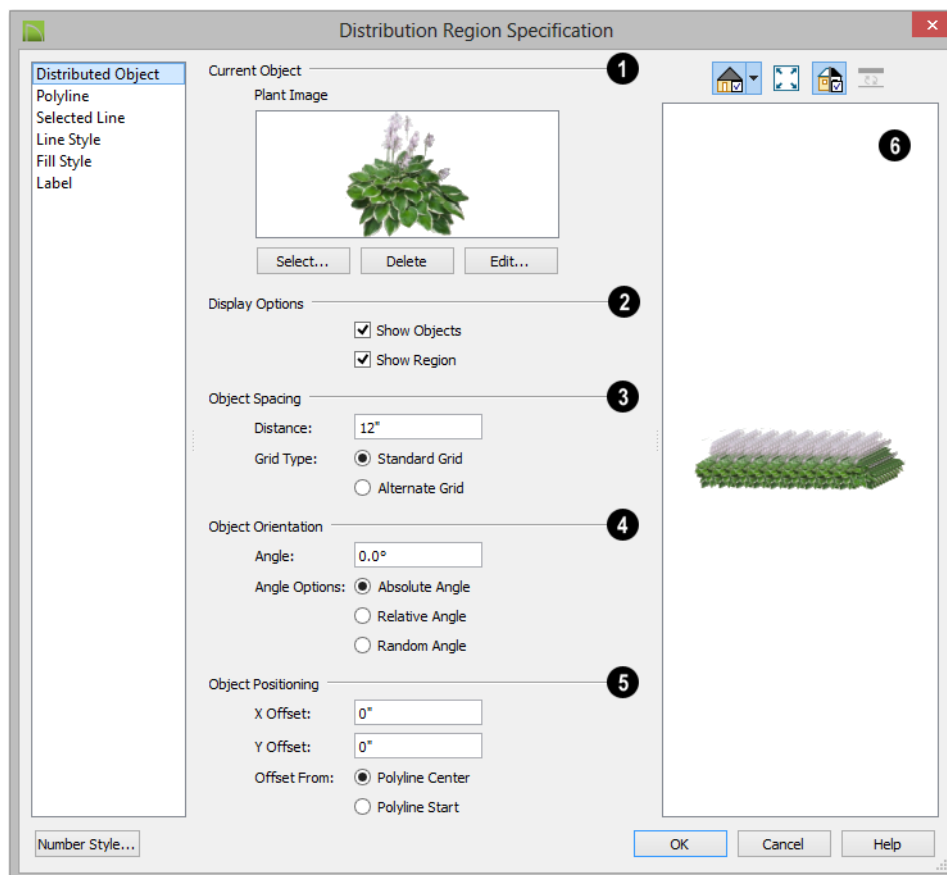 Distribution Region Specification
Distributed Object
Polyline
Selected Line
Line Style
Fill Style
Label
Current Object
1
Plant Image
Select...
Delete
Edit...
Display Options
2
Show Objects
Show Region
Object Spacing
3
Distance:
12"
Grid Type:
Standard Grid
Alternate Grid
Object Orientation
4
Angle:
0.0°
Angle Options:
Absolute Angle
Relative Angle
Random Angle
Object Positioning
5
X Offset:
0"
Y Offset:
0"
Offset From:
Polyline Center
Polyline Start
6
Number Style...
OK
Cancel
Help